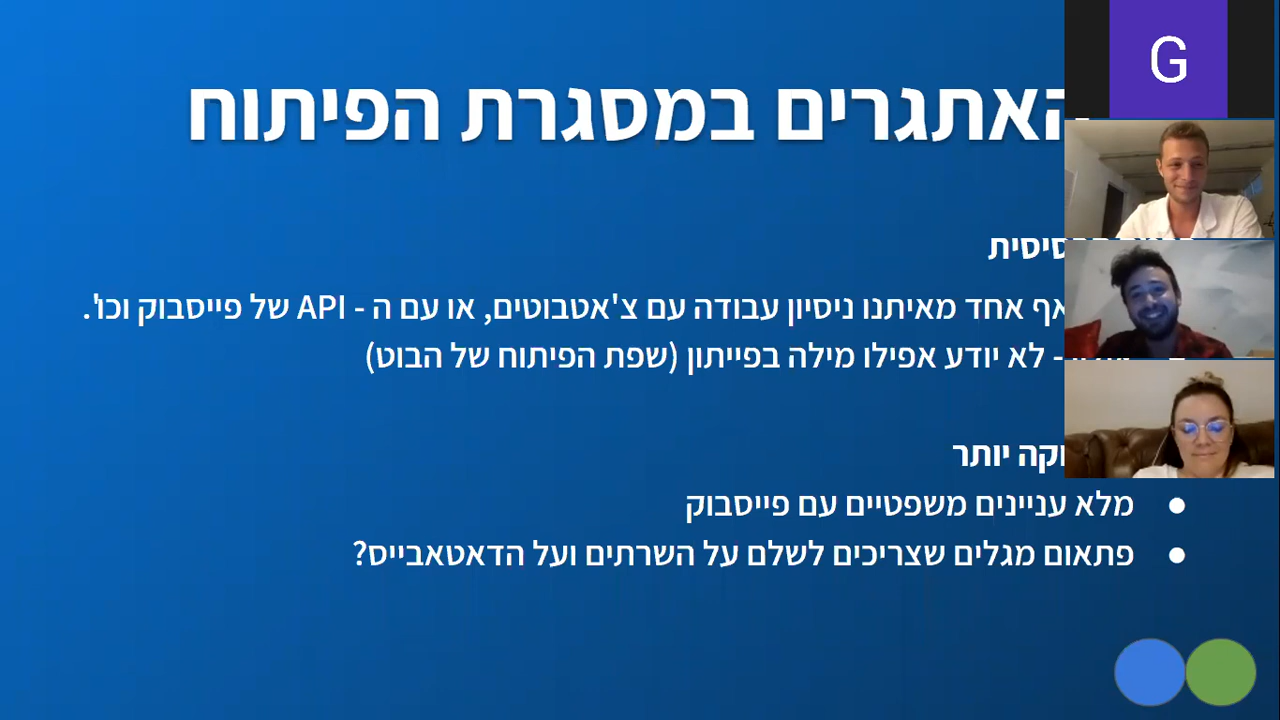 האתגרים במסגרת הפיתוח
G
אף אחד מאיתנו ניסיון עבודה עם צ'אטבוטים, או עם ה - API של פייסבוק וכו'.
- לא יודע אפילו מילה בפייתון (שפת הפיתוח של הבוט)
יותר
מלא עניינים משפטיים עם פייסבוק
פתאום מגלים שצריכים לשלם על השרתים ועל הדאטאבייס?